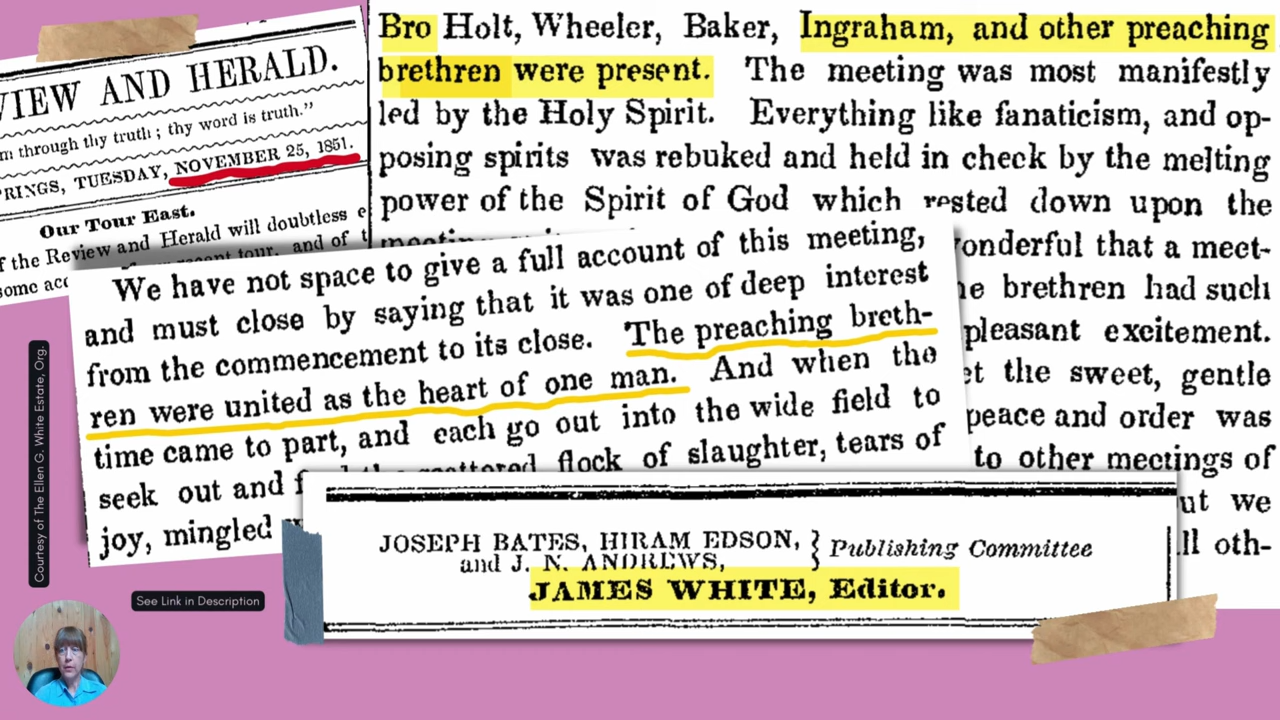 VIEW AND HERALD.
through thy truth ; thy word is truth."
TUESDAY, NOVEMBER 25, 1851.
Our Tour East.
the Review and Herald will doubtless
tour, and of
some
Bro Holt, Wheeler, Baker, Ingraham, and other preaching
brethren were present. The meeting was most manifestly
led by the Holy Spirit. Everything like fanaticism, and op-
posing spirits was rebuked and held in check by the melting
power of the Spirit of God which rested down upon the
wonderful that a meet-
brethren had such
pleasant excitement.
the sweet, gentle
peace and order was
to other meetings of
we
oth-
We have not space to give a full account of this meeting,
and must close by saying that it was one of deep interest
from the commencement to its close. The preaching breth-
ren were united as the heart of one man. And when the
time came to part, and each go out into the wide field to
seek out and flock of slaughter, tears of
joy, mingled
JOSEPH BATES, HIRAM EDSON, } Publishing Committee
and J. N. ANDREWS,
JAMES WHITE, Editor.
Courtesy of The Ellen G. White Estate, Org.
See Link in Description